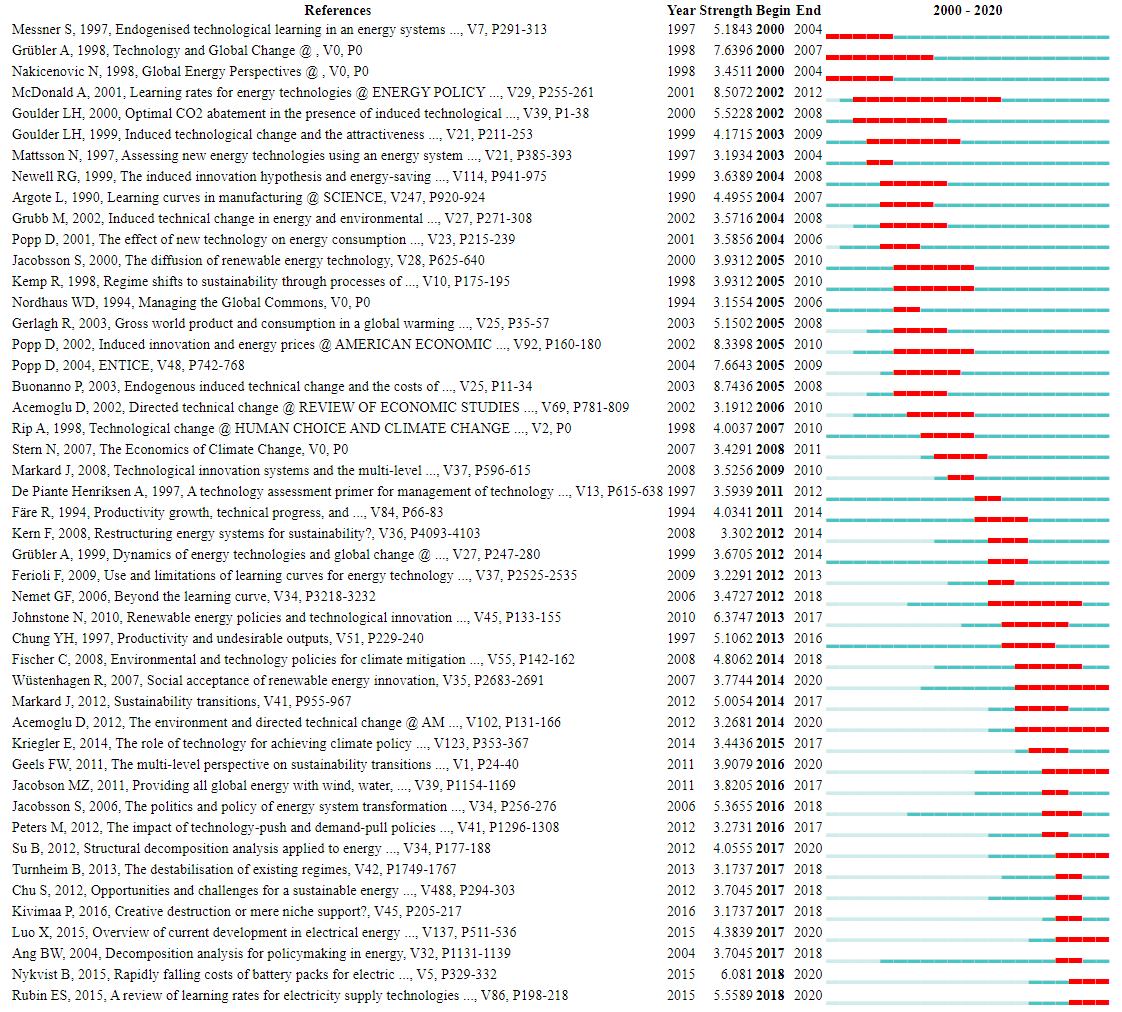 References Year Strength Begin End 2000 - 2020
Messner S, 1997, Endogenised technological learning in an energy systems ..., V7, P291-313 1997 5.1843 2000 2004
Grübler A, 1998, Technology and Global Change @ , V0, P0 1998 7.6396 2000 2007
Nakicenovic N, 1998, Global Energy Perspectives @ , V0, P0 1998 3.4511 2000 2004
McDonald A, 2001, Learning rates for energy technologies @ ENERGY POLICY ..., V29, P255-261 2001 8.5072 2002 2012
Goulder LH, 2000, Optimal CO2 abatement in the presence of induced technological ..., V39, P1-38 2000 5.5228 2002 2008
Goulder LH, 1999, Induced technological change and the attractiveness ..., V21, P211-253 1999 4.1715 2003 2009
Mattsson N, 1997, Assessing new energy technologies using an energy system ..., V21, P385-393 1997 3.1934 2003 2004
Newell RG, 1999, The induced innovation hypothesis and energy-saving ..., V114, P941-975 1999 3.6389 2004 2008
Argote L, 1990, Learning curves in manufacturing @ SCIENCE, V247, P920-924 1990 4.4955 2004 2007
Grubb M, 2002, Induced technical change in energy and environmental ..., V27, P271-308 2002 3.5716 2004 2008
Popp D, 2001, The effect of new technology on energy consumption ..., V23, P215-239 2001 3.5856 2004 2006
Jacobsson S, 2000, The diffusion of renewable energy technology, V28, P625-640 2000 3.9312 2005 2010
Kemp R, 1998, Regime shifts to sustainability through processes of ..., V10, P175-195 1998 3.9312 2005 2010
Nordhaus WD, 1994, Managing the Global Commons, V0, P0 1994 3.1554 2005 2006
Gerlagh R, 2003, Gross world product and consumption in a global warming ..., V25, P35-57 2003 5.1502 2005 2008
Popp D, 2002, Induced innovation and energy prices @ AMERICAN ECONOMIC ..., V92, P160-180 2002 8.3398 2005 2010
Popp D, 2004, ENTICE, V48, P742-768 2004 7.6643 2005 2009
Buonanno P, 2003, Endogenous induced technical change and the costs of ..., V25, P11-34 2003 8.7436 2005 2008
Acemoglu D, 2002, Directed technical change @ REVIEW OF ECONOMIC STUDIES ..., V69, P781-809 2002 3.1912 2006 2010
Rip A, 1998, Technological change @ HUMAN CHOICE AND CLIMATE CHANGE ..., V2, P0 1998 4.0037 2007 2010
Stern N, 2007, The Economics of Climate Change, V0, P0 2007 3.4291 2008 2011
Markard J, 2008, Technological innovation systems and the multi-level ..., V37, P596-615 2008 3.5256 2009 2010
De Piante Henriksen A, 1997, A technology assessment primer for management of technology ..., V13, P615-638 1997 3.5939 2011 2012
Färe R, 1994, Productivity growth, technical progress, and ..., V84, P66-83 1994 4.0341 2011 2014
Kern F, 2008, Restructuring energy systems for sustainability?, V36, P4093-4103 2008 3.302 2012 2014
Grübler A, 1999, Dynamics of energy technologies and global change @ ..., V27, P247-280 1999 3.6705 2012 2014
Ferioli F, 2009, Use and limitations of learning curves for energy technology ..., V37, P2525-2535 2009 3.2291 2012 2013
Nemet GF, 2006, Beyond the learning curve, V34, P3218-3232 2006 3.4727 2012 2018
Johnstone N, 2010, Renewable energy policies and technological innovation ..., V45, P133-155 2010 6.3747 2013 2017
Chung YH, 1997, Productivity and undesirable outputs, V51, P229-240 1997 5.1062 2013 2016
Fischer C, 2008, Environmental and technology policies for climate mitigation ..., V55, P142-162 2008 4.8062 2014 2018
Wüstenhagen R, 2007, Social acceptance of renewable energy innovation, V35, P2683-2691 2007 3.7744 2014 2020
Markard J, 2012, Sustainability transitions, V41, P955-967 2012 5.0054 2014 2017
Acemoglu D, 2012, The environment and directed technical change @ AM ..., V102, P131-166 2012 3.2681 2014 2020
Kriegler E, 2014, The role of technology for achieving climate policy ..., V123, P353-367 2014 3.4436 2015 2017
Geels FW, 2011, The multi-level perspective on sustainability transitions ..., V1, P24-40 2011 3.9079 2016 2020
Jacobson MZ, 2011, Providing all global energy with wind, water, ..., V39, P1154-1169 2011 3.8205 2016 2017
Jacobsson S, 2006, The politics and policy of energy system transformation ..., V34, P256-276 2006 5.3655 2016 2018
Peters M, 2012, The impact of technology-push and demand-pull policies ..., V41, P1296-1308 2012 3.2731 2016 2017
Su B, 2012, Structural decomposition analysis applied to energy ..., V34, P177-188 2012 4.0555 2017 2020
Turnheim B, 2013, The destabilisation of existing regimes, V42, P1749-1767 2013 3.1737 2017 2018
Chu S, 2012, Opportunities and challenges for a sustainable energy ..., V488, P294-303 2012 3.7045 2017 2018
Kivimaa P, 2016, Creative destruction or mere niche support?, V45, P205-217 2016 3.1737 2017 2018
Luo X, 2015, Overview of current development in electrical energy ..., V137, P511-536 2015 4.3839 2017 2020
Ang BW, 2004, Decomposition analysis for policymaking in energy, V32, P1131-1139 2004 3.7045 2017 2018
Nykvist B, 2015, Rapidly falling costs of battery packs for electric ..., V5, P329-332 2015 6.081 2018 2020
Rubin ES, 2015, A review of learning rates for electricity supply technologies ..., V86, P198-218 2015 5.5589 2018 2020